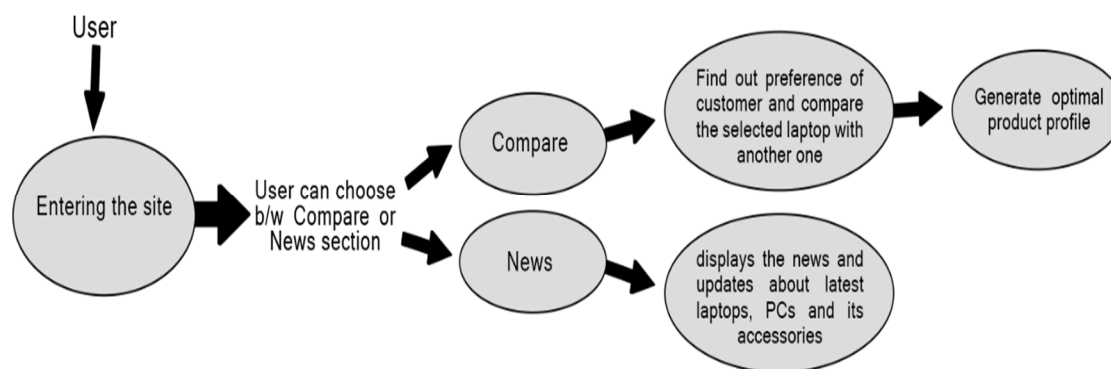 User
Entering the site
User can choose
b/w Compare or
News section
Compare
Find out preference of
customer and compare
the selected laptop with
another one
Generate optimal
product profile
News
displays the news and
updates about latest
laptops, PCs and its
accessories